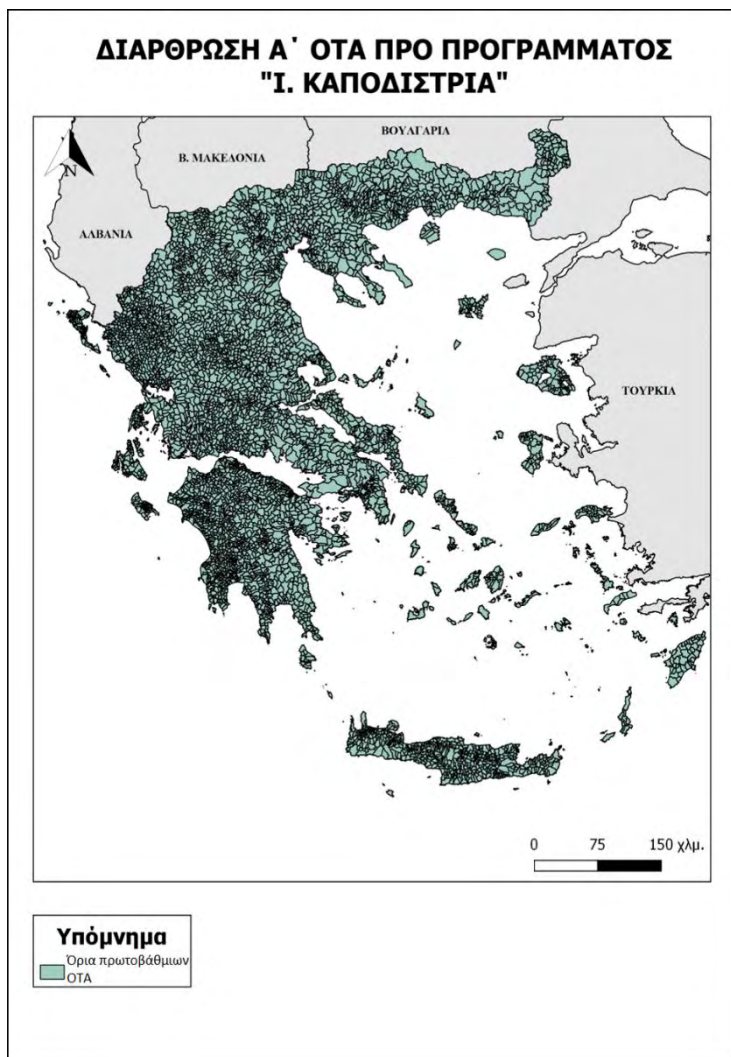 ΔΙΑΡΘΡΩΣΗ Α΄ ΟΤΑ ΠΡΟ ΠΡΟΓΡΑΜΜΑΤΟΣ
"Ι. ΚΑΠΟΔΙΣΤΡΙΑ"
ΒΟΥΛΓΑΡΙΑ
Β. ΜΑΚΕΔΟΝΙΑ
N
ΑΛΒΑΝΙΑ
ΤΟΥΡΚΙΑ
0 75 150 χλμ.
Υπόμνημα
Όρια πρωτοβάθμιων
ΟΤΑ